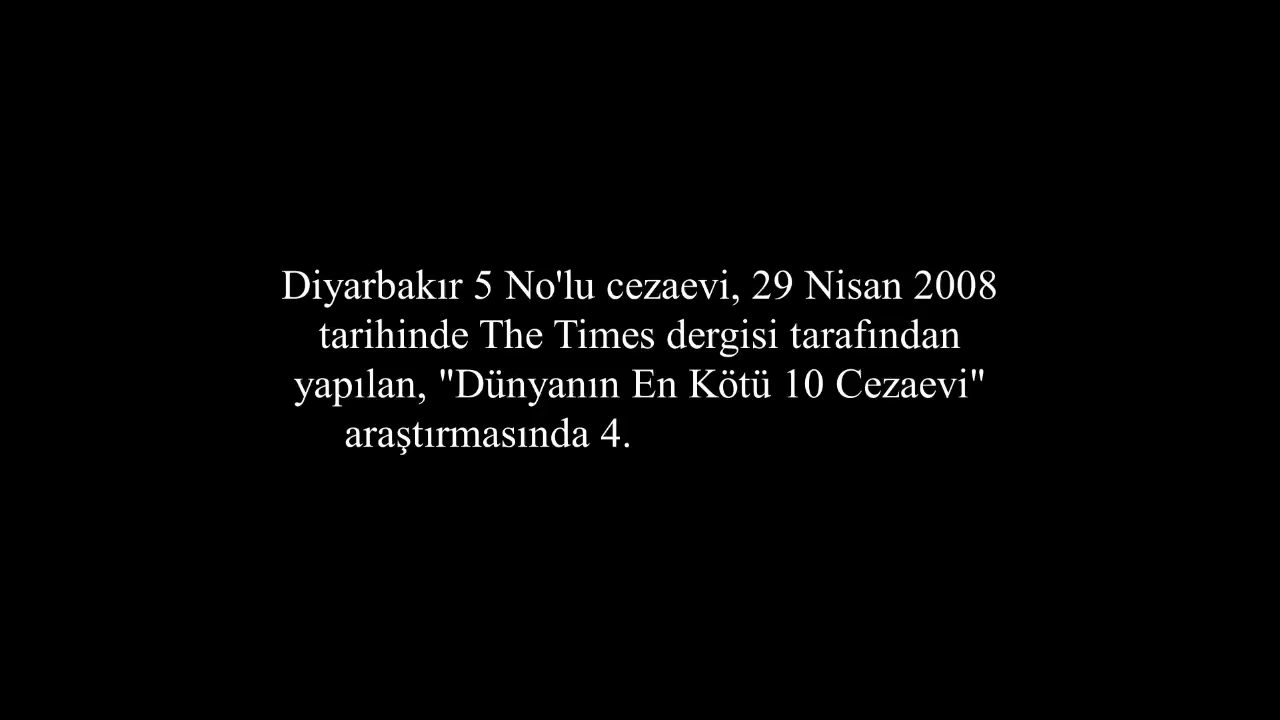 Diyarbakır 5 No'lu cezaevi, 29 Nisan 2008
tarihinde The Times dergisi tarafından
yapılan, "Dünyanın En Kötü 10 Cezaevi"
araştırmasında 4.